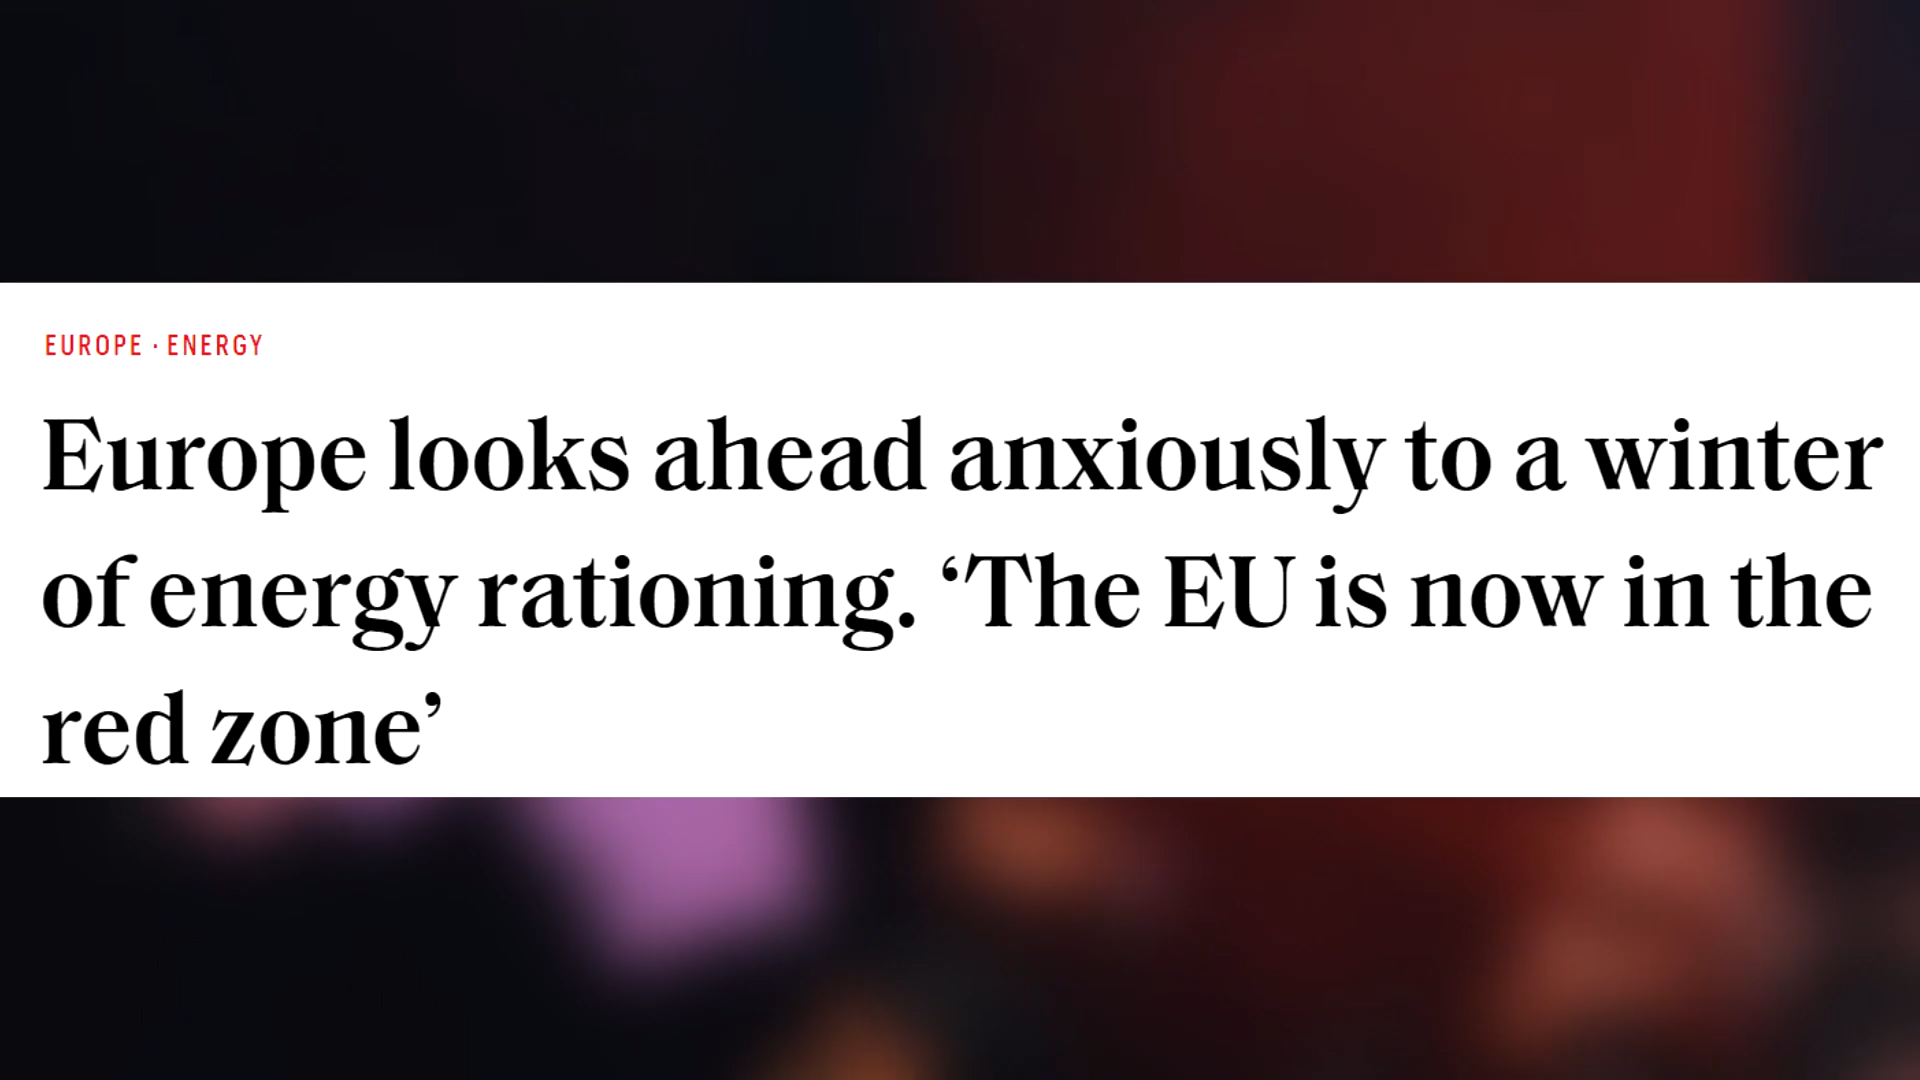 EUROPE · ENERGY
Europe looks ahead anxiously to a winter
of energy rationing. ‘The EU is now in the
red zone’